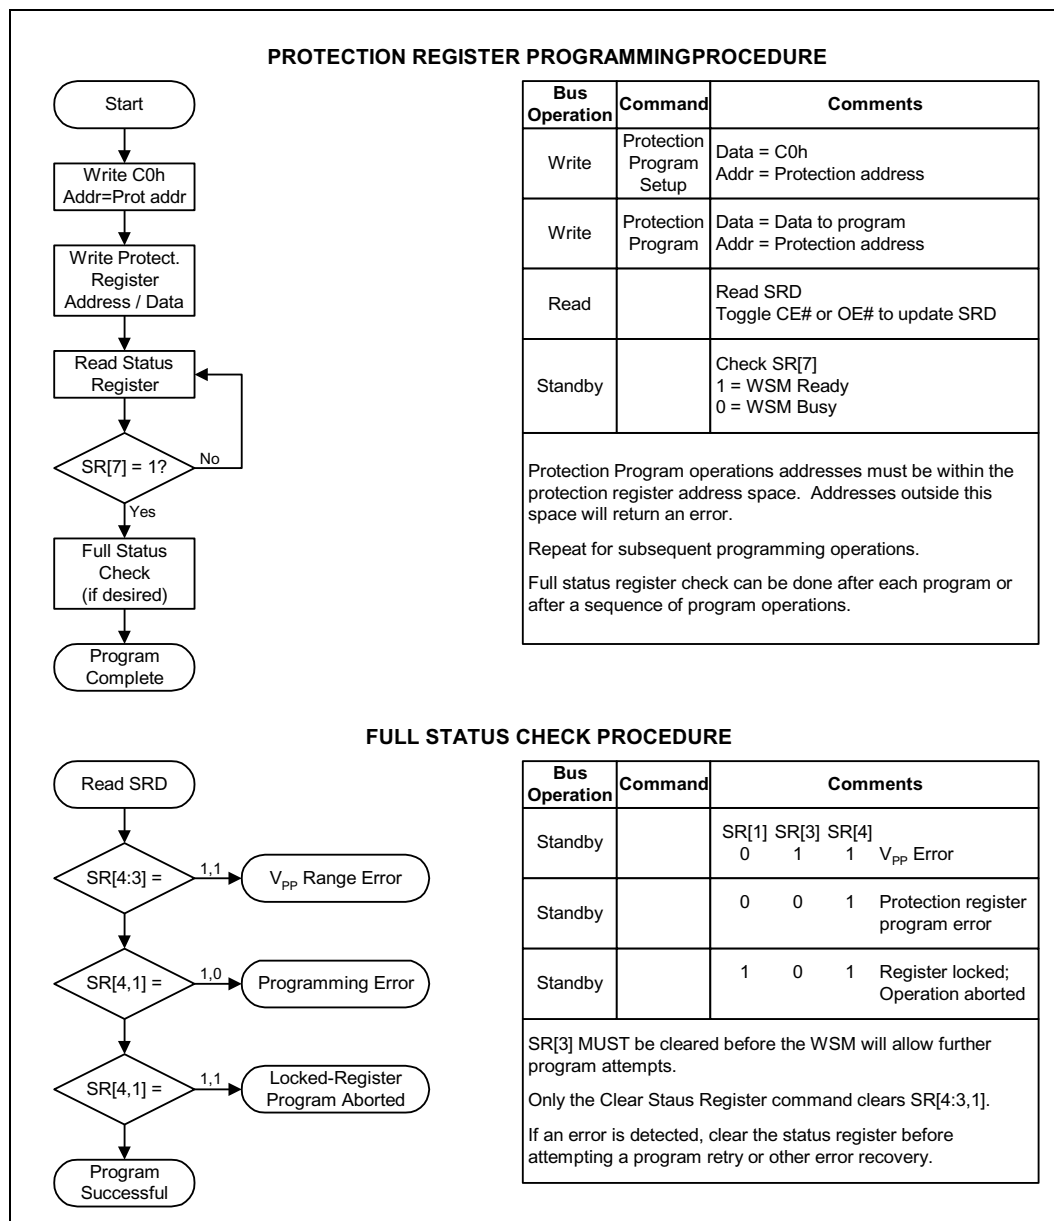 PROTECTION REGISTER PROGRAMMINGPROCEDURE
Start
Write C0h
Addr=Prot addr
Write Protect.
Register
Address / Data
Read Status
Register
SR[7] = 1?
No
Yes
Full Status
Check
(if desired)
Program
Complete
Bus
Operation
Command
Comments
Write
Protection
Program
Setup
Data = C0h
Addr = Protection address
Write
Protection
Program
Data = Data to program
Addr = Protection address
Read
Read SRD
Toggle CE# or OE# to update SRD
Standby
Check SR[7]
1 = WSM Ready
0 = WSM Busy
Protection Program operations addresses must be within the
protection register address space. Addresses outside this
space will return an error.
Repeat for subsequent programming operations.
Full status register check can be done after each program or
after a sequence of program operations.
FULL STATUS CHECK PROCEDURE
Read SRD
SR[4:3] =
1,1
VPP Range Error
SR[4,1] =
1,0
Programming Error
SR[4,1] =
1,1
Locked-Register
Program Aborted
Program
Successful
Bus
Operation
Command
Comments
Standby
SR[1] SR[3] SR[4]
0 1 1 VPP Error
Standby
0 0 1 Protection register
program error
Standby
1 0 1 Register locked;
Operation aborted
SR[3] MUST be cleared before the WSM will allow further
program attempts.
Only the Clear Staus Register command clears SR[4:3,1].
If an error is detected, clear the status register before
attempting a program retry or other error recovery.